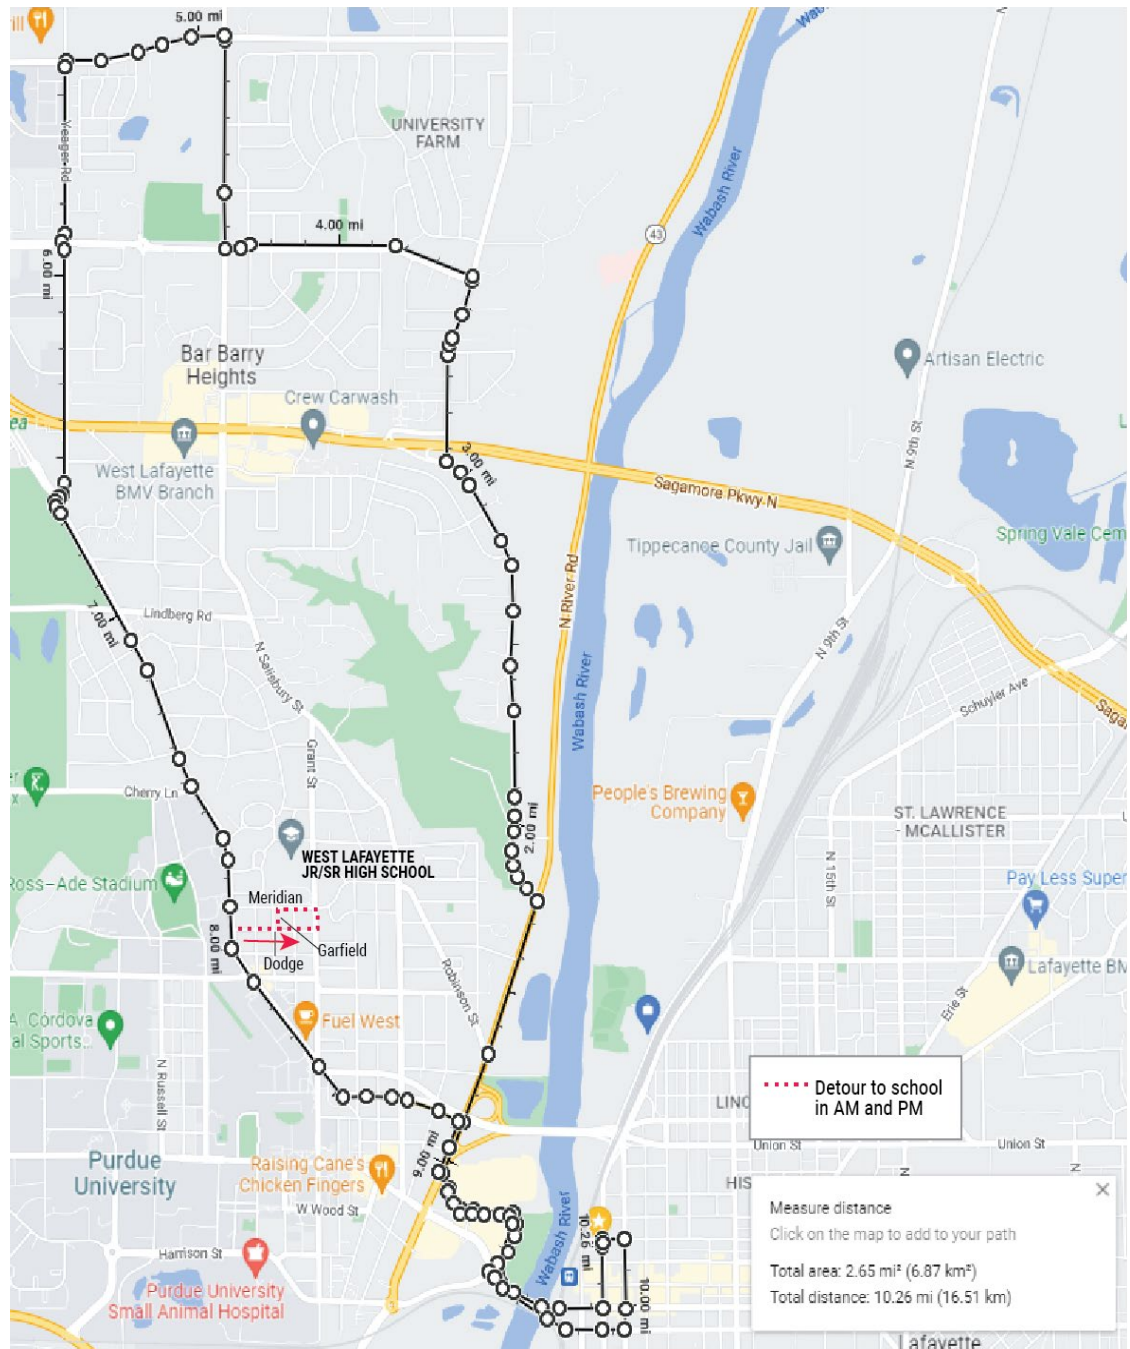 ill
5.00 mi
Wabash River
N
UNIVERSITY
FARM
Yeager Rd
Wabash River
4.00 mi
43
6.00 mi
Bar Barry
Heights
Artisan Electric
Crew Carwash
ea
N 9th St
3.00 mi
West Lafayette
BMV Branch
Sagamore Pkwy N
Spring Vale Cem
Tippecanoe County Jail
N River Rd
Lindberg Rd
7.00 mi
N 9th St
N Salisbury St
Wabash River
Schuyler Ave
Sagar
Grant St
Cherry Ln
People's Brewing
Company
ST. LAWRENCE
- MCALLISTER
2.00 mi
x
WEST LAFAYETTE
JR/SR HIGH SCHOOL
N 15th St
Pay Less Super
Ross-Ade Stadium
Meridian
8.00 mi
Garfield
Dodge
Robinson St
Lafayette BM
Erie St
A. Cordova
al Sports...
Fuel West
N Russell St
Detour to school
in AM and PM
LINC
Union St
Union St
9.00 mi
Purdue
University
Raising Cane's
Chicken Fingers
N
N
HIS
W Wood St
Wabash River
10.26 mi
Measure distance
Click on the map to add to your path
Harrison St
Total area: 2.65 mi² (6.87 km²)
Total distance: 10.26 mi (16.51 km)
Purdue University
Small Animal Hospital
10.00 mi
Lafayette